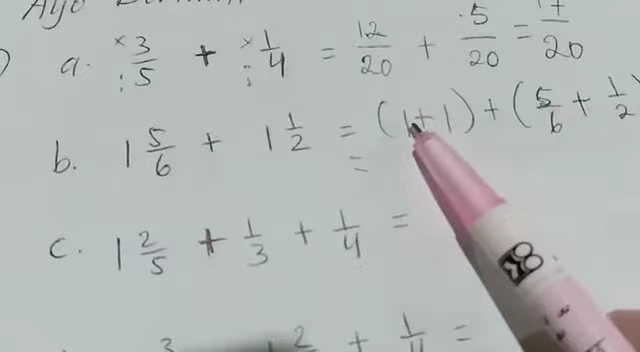 a. 3/5 + 1/4 = 12/20 + 5/20 = 17/20
b. 1 5/6 + 1 1/2 = (1+1) + (5/6 + 1/2)
=
c. 1 2/5 + 1/3 + 1/4 =